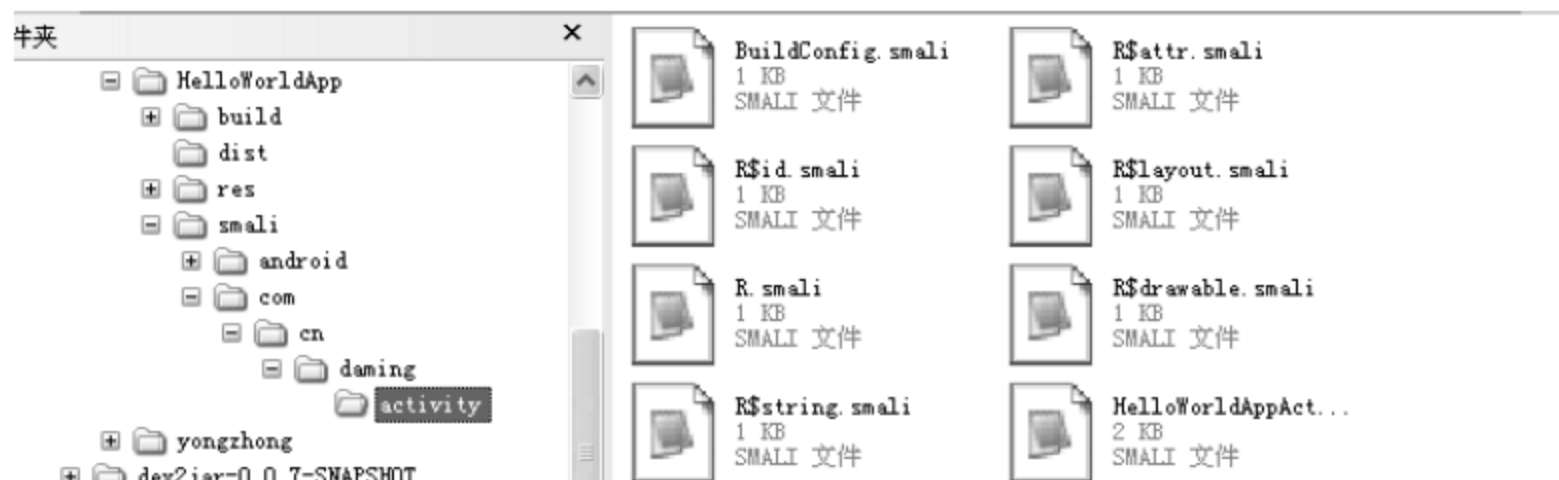 件夹
HelloWorldApp
build
dist
res
smali
android
com
cn
daming
activity
yongzhong
dex2jar-0.0.7-SNAPSHOT
BuildConfig.smali
1 KB
SMALI 文件
R$attr.smali
1 KB
SMALI 文件
R$id.smali
1 KB
SMALI 文件
R$layout.smali
1 KB
SMALI 文件
R.smali
1 KB
SMALI 文件
R$drawable.smali
1 KB
SMALI 文件
R$string.smali
1 KB
SMALI 文件
HelloWorldAppAct...
2 KB
SMALI 文件